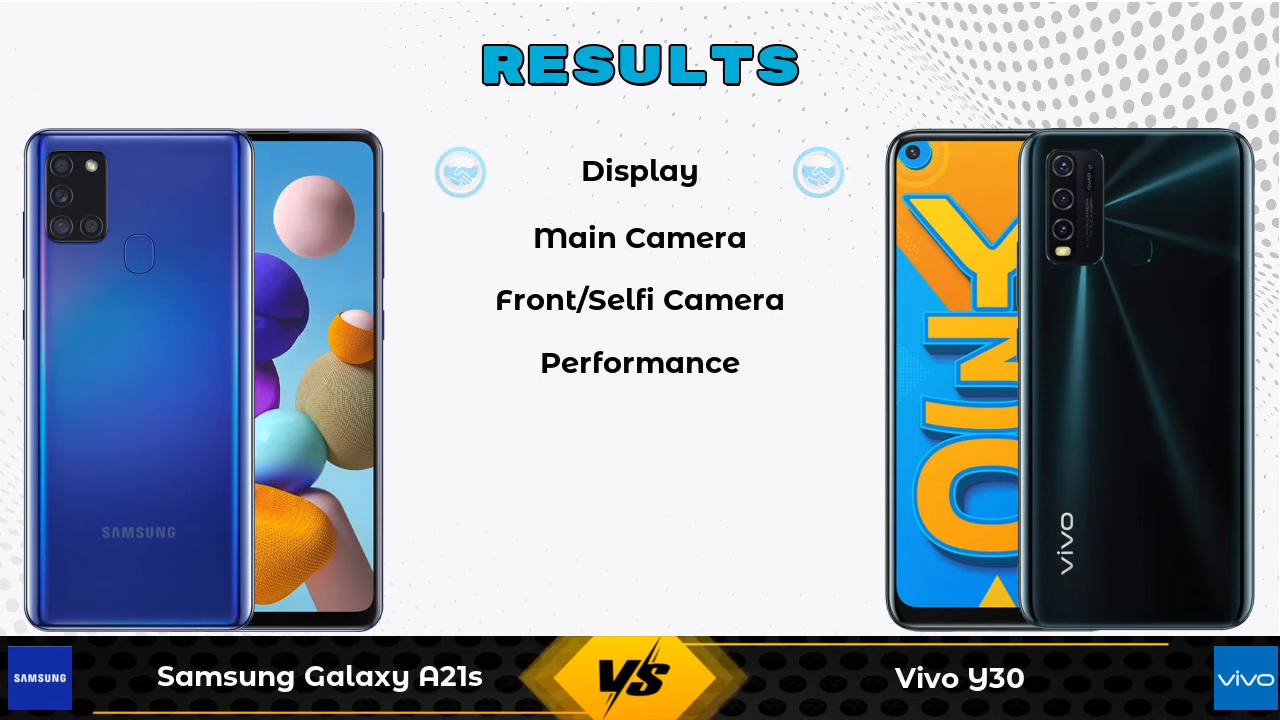 RESULTS
Display
Main Camera
Front/Selfi Camera
Performance
SAMSUNG
vivo
SAMSUNG
Samsung Galaxy A21s
VS
Vivo Y30
vivo